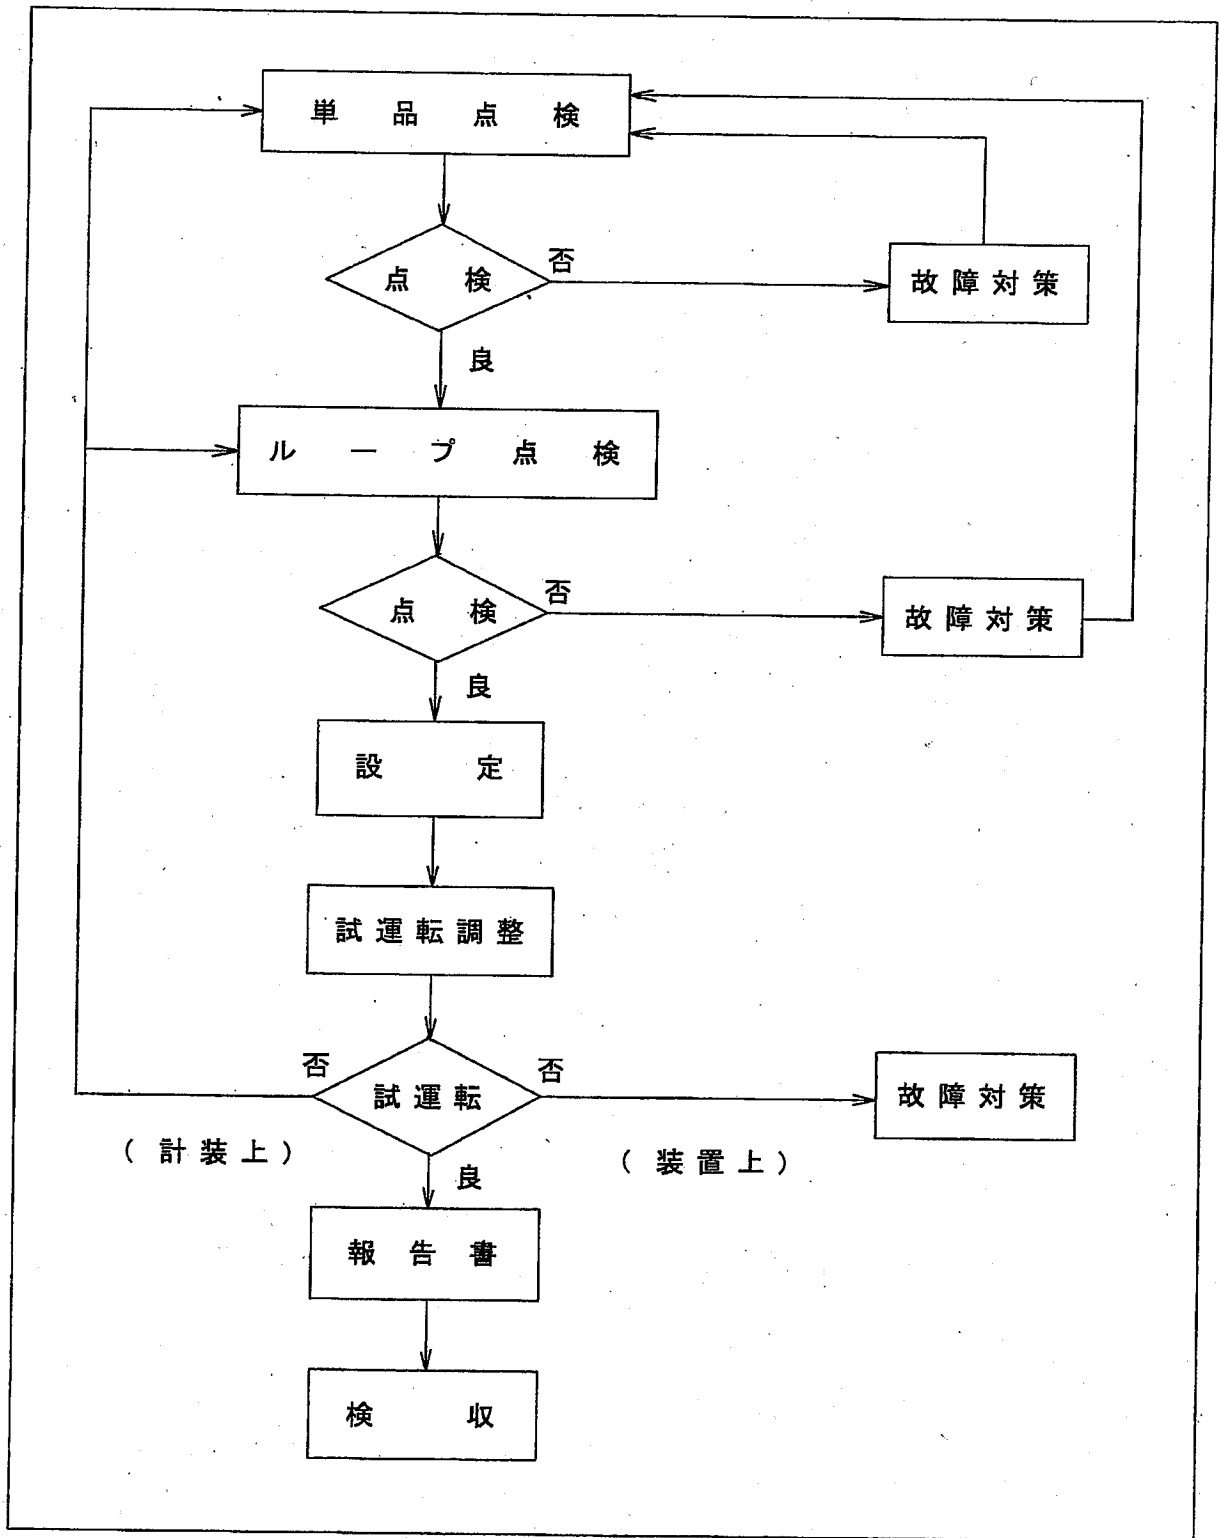 単品点検
点検
否
故障対策
良
ループ点検
点検
否
故障対策
良
設定
試運転調整
否
試運転
否
故障対策
(計装上)
(装置上)
良
報告書
検収